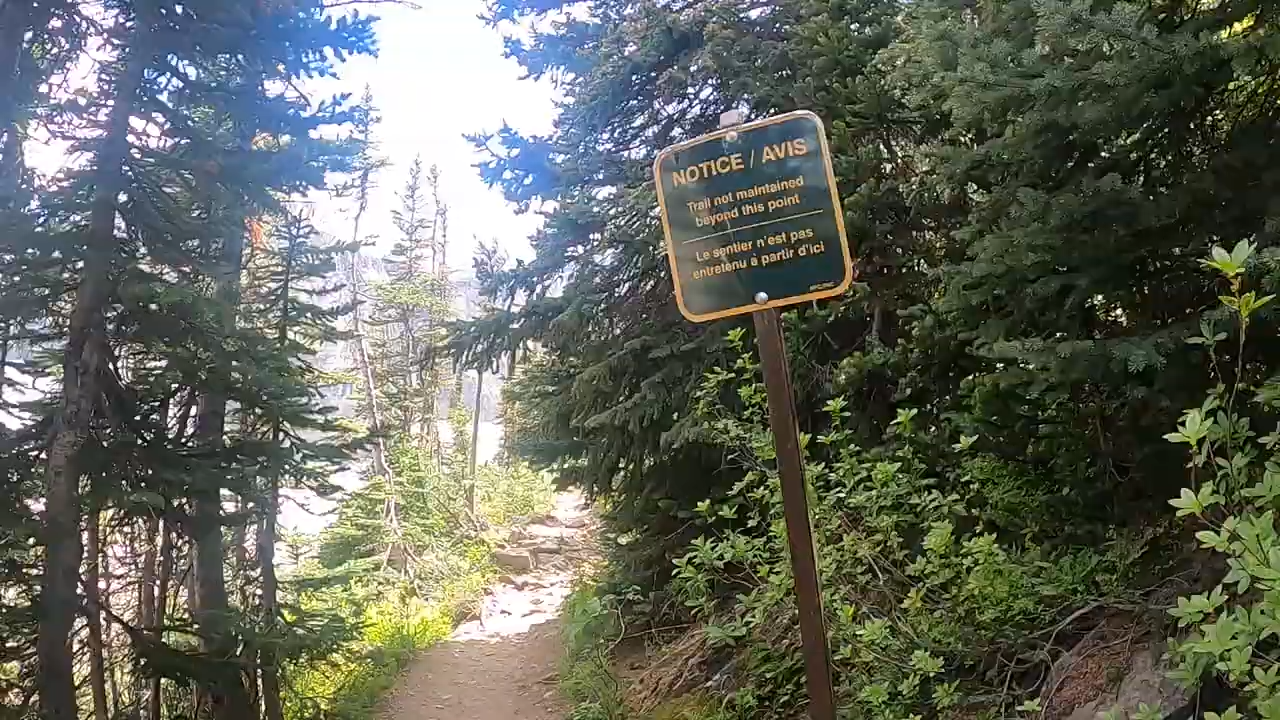 NOTICE / AVIS
Trail not maintained
beyond this point
Le sentier n'est pas
entretenu à partir d'ici